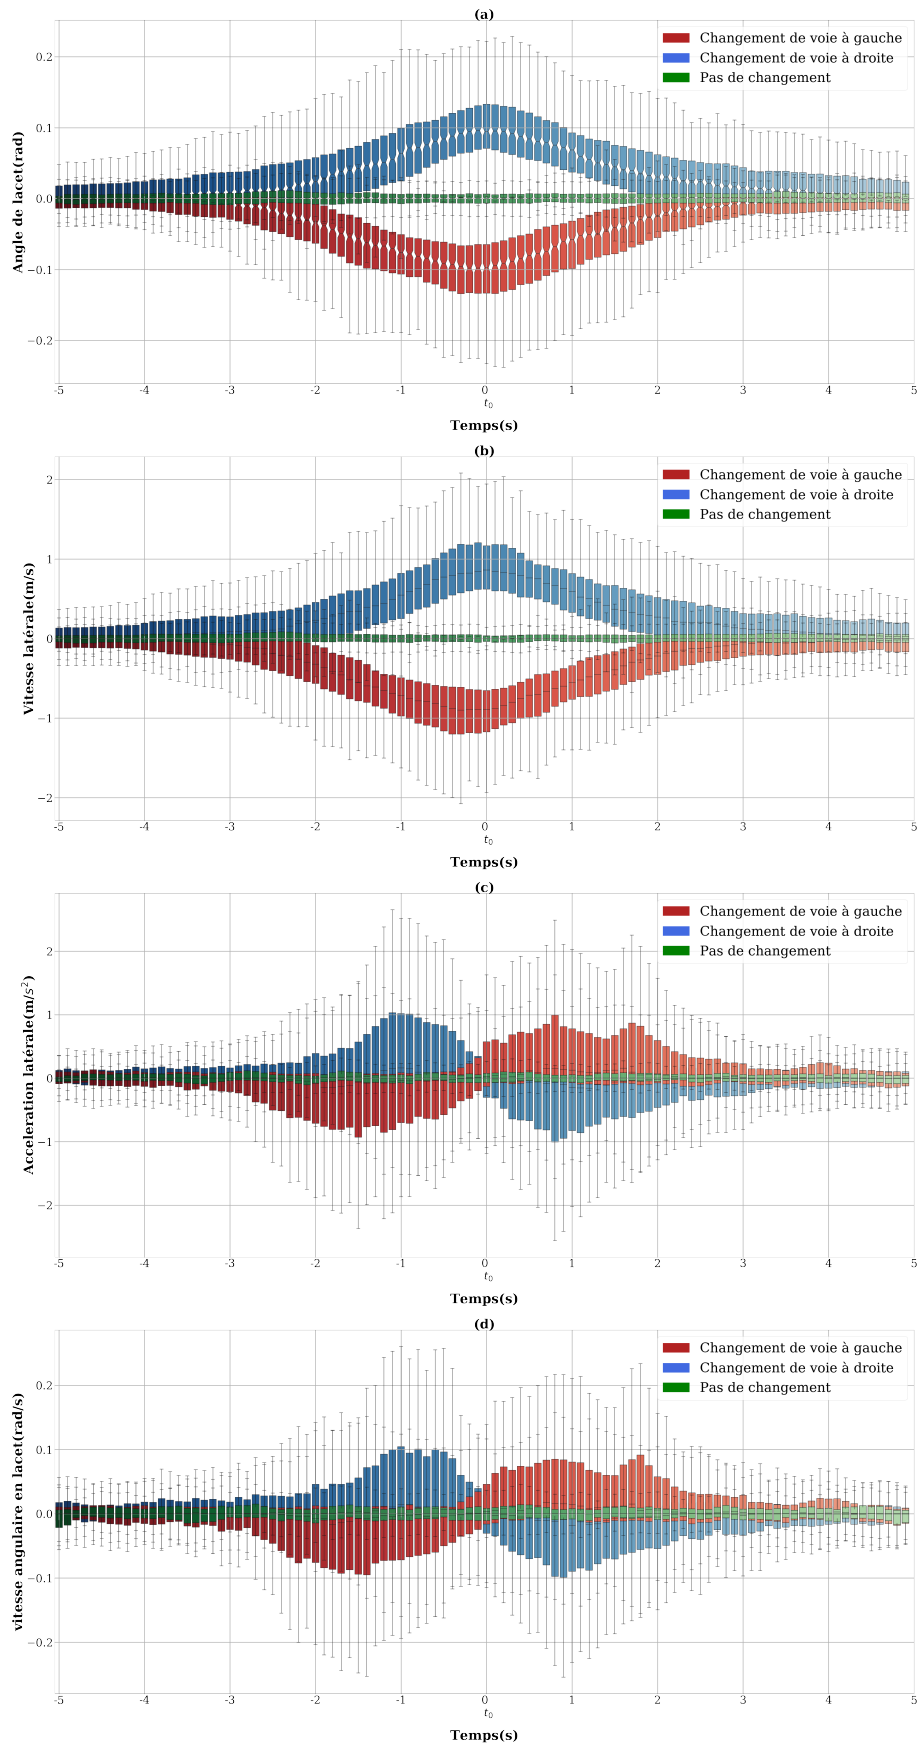 (a)
Changement de voie à gauche
Changement de voie à droite
Pas de changement
Angle de lacet(rad)
0.2
0.1
0.0
−0.1
−0.2
-5 -4 -3 -2 -1 0 1 2 3 4 5
t0
Temps(s)
(b)
Changement de voie à gauche
Changement de voie à droite
Pas de changement
Vitesse latérale(m/s)
2
1
0
−1
−2
-5 -4 -3 -2 -1 0 1 2 3 4 5
t0
Temps(s)
(c)
Changement de voie à gauche
Changement de voie à droite
Pas de changement
Acceleration latérale(m/s²)
2
1
0
−1
−2
-5 -4 -3 -2 -1 0 1 2 3 4 5
t0
Temps(s)
(d)
Changement de voie à gauche
Changement de voie à droite
Pas de changement
vitesse angulaire en lacet(rad/s)
0.2
0.1
0.0
−0.1
−0.2
-5 -4 -3 -2 -1 0 1 2 3 4 5
t0
Temps(s)